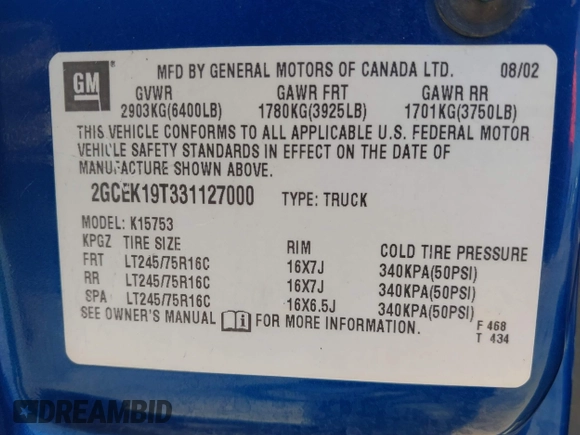 GM
MFD BY GENERAL MOTORS OF CANADA LTD. 08/02
GVWR GAWR FRT GAWR RR
2903KG(6400LB) 1780KG(3925LB) 1701KG(3750LB)
THIS VEHICLE CONFORMS TO ALL APPLICABLE U.S. FEDERAL MOTOR
VEHICLE SAFETY STANDARDS IN EFFECT ON THE DATE OF
MANUFACTURE SHOWN ABOVE.
2GCEK19T331127000 TYPE: TRUCK
MODEL: K15753
KPGZ TIRE SIZE RIM COLD TIRE PRESSURE
FRT LT245/75R16C 16X7J 340KPA(50PSI)
RR LT245/75R16C 16X7J 340KPA(50PSI)
SPA LT245/75R16C 16X6.5J 340KPA(50PSI)
SEE OWNER'S MANUAL i FOR MORE INFORMATION.
F 468
T 434
DREAMBID